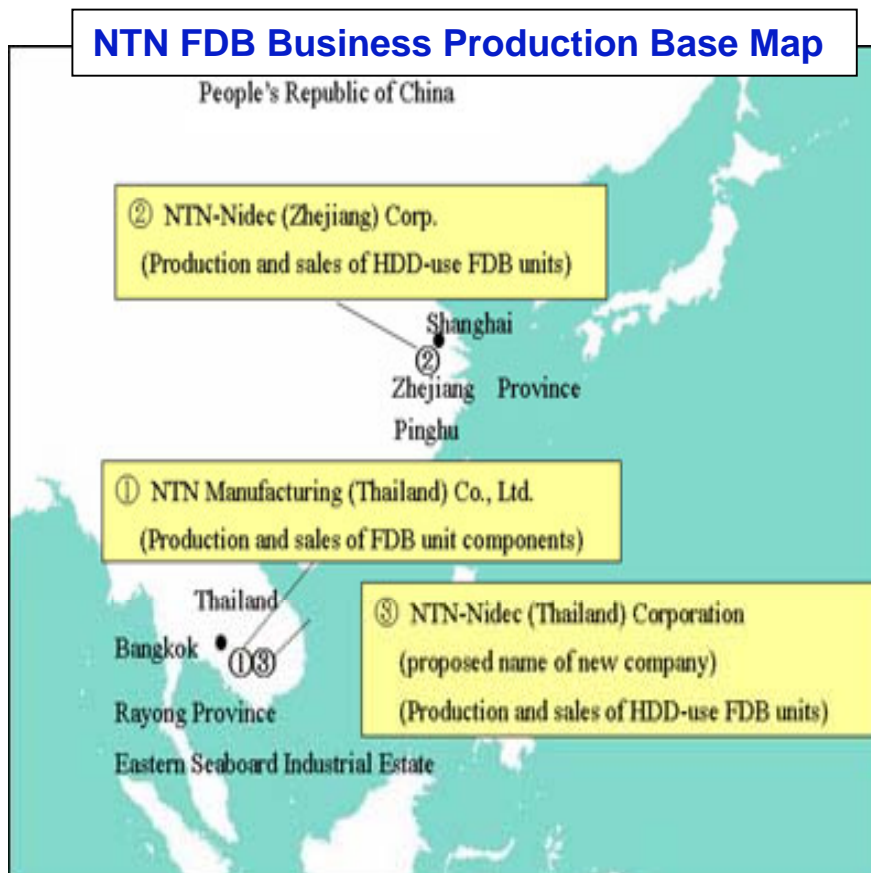 NTN FDB Business Production Base Map
People's Republic of China
② NTN-Nidec (Zhejiang) Corp.
(Production and sales of HDD-use FDB units)
Shanghai
②
Zhejiang Province
Pinghu
① NTN Manufacturing (Thailand) Co., Ltd.
(Production and sales of FDB unit components)
Thailand
Bangkok
①③
Rayong Province
Eastern Seaboard Industrial Estate
③ NTN-Nidec (Thailand) Corporation
(proposed name of new company)
(Production and sales of HDD-use FDB units)